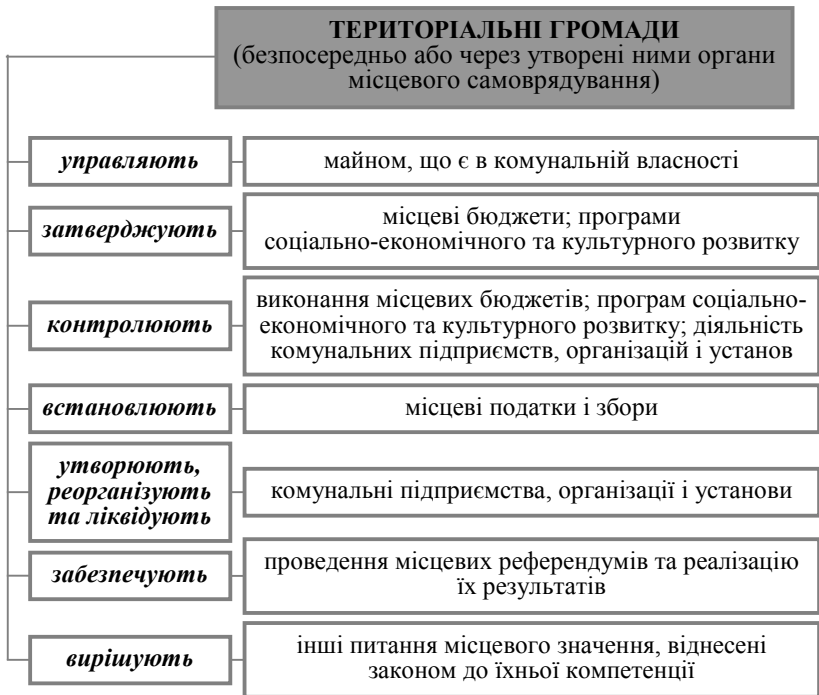 ТЕРИТОРІАЛЬНІ ГРОМАДИ
(безпосередньо або через утворені ними органи
місцевого самоврядування)
управляють
майном, що є в комунальній власності
затверджують
місцеві бюджети; програми
соціально-економічного та культурного розвитку
контролюють
виконання місцевих бюджетів; програм соціально-
економічного та культурного розвитку; діяльність
комунальних підприємств, організацій і установ
встановлюють
місцеві податки і збори
утворюють,
реорганізують
та ліквідують
комунальні підприємства, організації і установи
забезпечують
проведення місцевих референдумів та реалізацію
їх результатів
вирішують
інші питання місцевого значення, віднесені
законом до їхньої компетенції